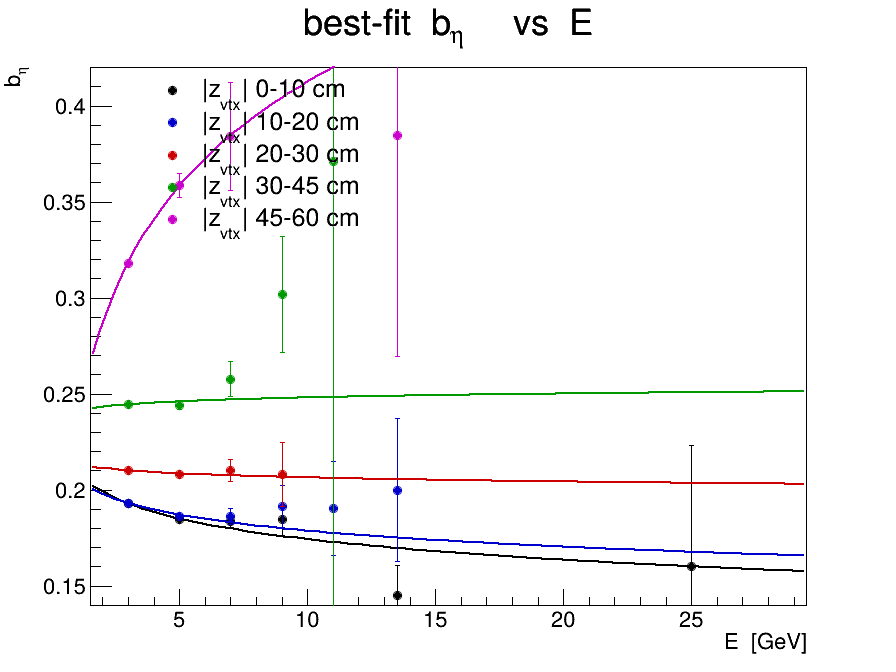 best-fit b_η vs E
b_η
|z_vtx| 0-10 cm
|z_vtx| 10-20 cm
|z_vtx| 20-30 cm
|z_vtx| 30-45 cm
|z_vtx| 45-60 cm
0.4
0.35
0.3
0.25
0.2
0.15
5 10 15 20 25
E [GeV]